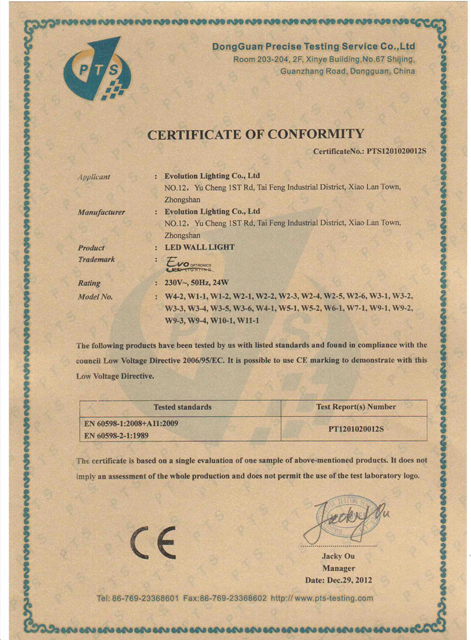 PTS
DongGuan Precise Testing Service Co.,Ltd
Room 203-204, 2F, Xinye Building.No.67 Shijing,
Guanzhang Road, Dongguan, China
CERTIFICATE OF CONFORMITY
CertificateNo.: PTS1201020012S
Applicant : Evolution Lighting Co., Ltd
NO.12，Yu Cheng 1ST Rd, Tai Feng Industrial District, Xiao Lan Town,
Zhongshan
Manufacturer : Evolution Lighting Co., Ltd
NO.12，Yu Cheng 1ST Rd, Tai Feng Industrial District, Xiao Lan Town,
Zhongshan
Product : LED WALL LIGHT
Trademark : Evo
LED LIGHTING
Rating : 230V~, 50Hz, 24W
Model No. : W4-2, W1-1, W1-2, W2-1, W2-2, W2-3, W2-4, W2-5, W2-6, W3-1, W3-2,
W3-3, W3-4, W3-5, W3-6, W4-1, W5-1, W5-2, W6-1, W7-1, W9-1, W9-2,
W9-3, W9-4, W10-1, W11-1
The following products have been tested by us with listed standards and found in compliance with the
council Low Voltage Directive 2006/95/EC. It is possible to use CE marking to demonstrate with this
Low Voltage Directive.
Tested standards Test Report(s) Number
EN 60598-1:2008+A11:2009
EN 60598-2-1:1989
PT1201020012S
The certificate is based on a single evaluation of one sample of above-mentioned products. It does not
imply an assessment of the whole production and does not permit the use of the test laboratory logo.
Jacky Ou
CE
Jacky Ou
Manager
Date: Dec.29, 2012
Tel: 86-769-23368601 Fax:86-769-23368602 http://www.pts-testing.com